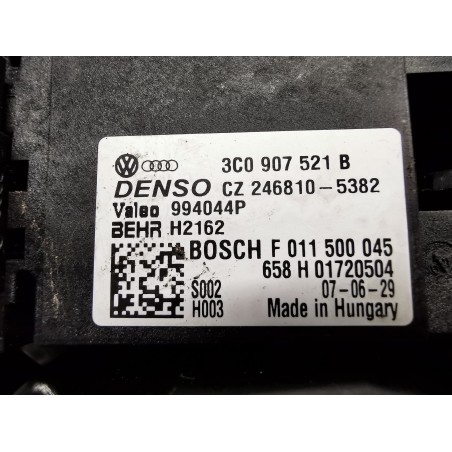 3C0 907 521 B
DENSO CZ 246810-5382
Valeo 994044P
BEHR H2162
BOSCH F 011 500 045
658 H 01720504
S002 07-06-29
H003 Made in Hungary